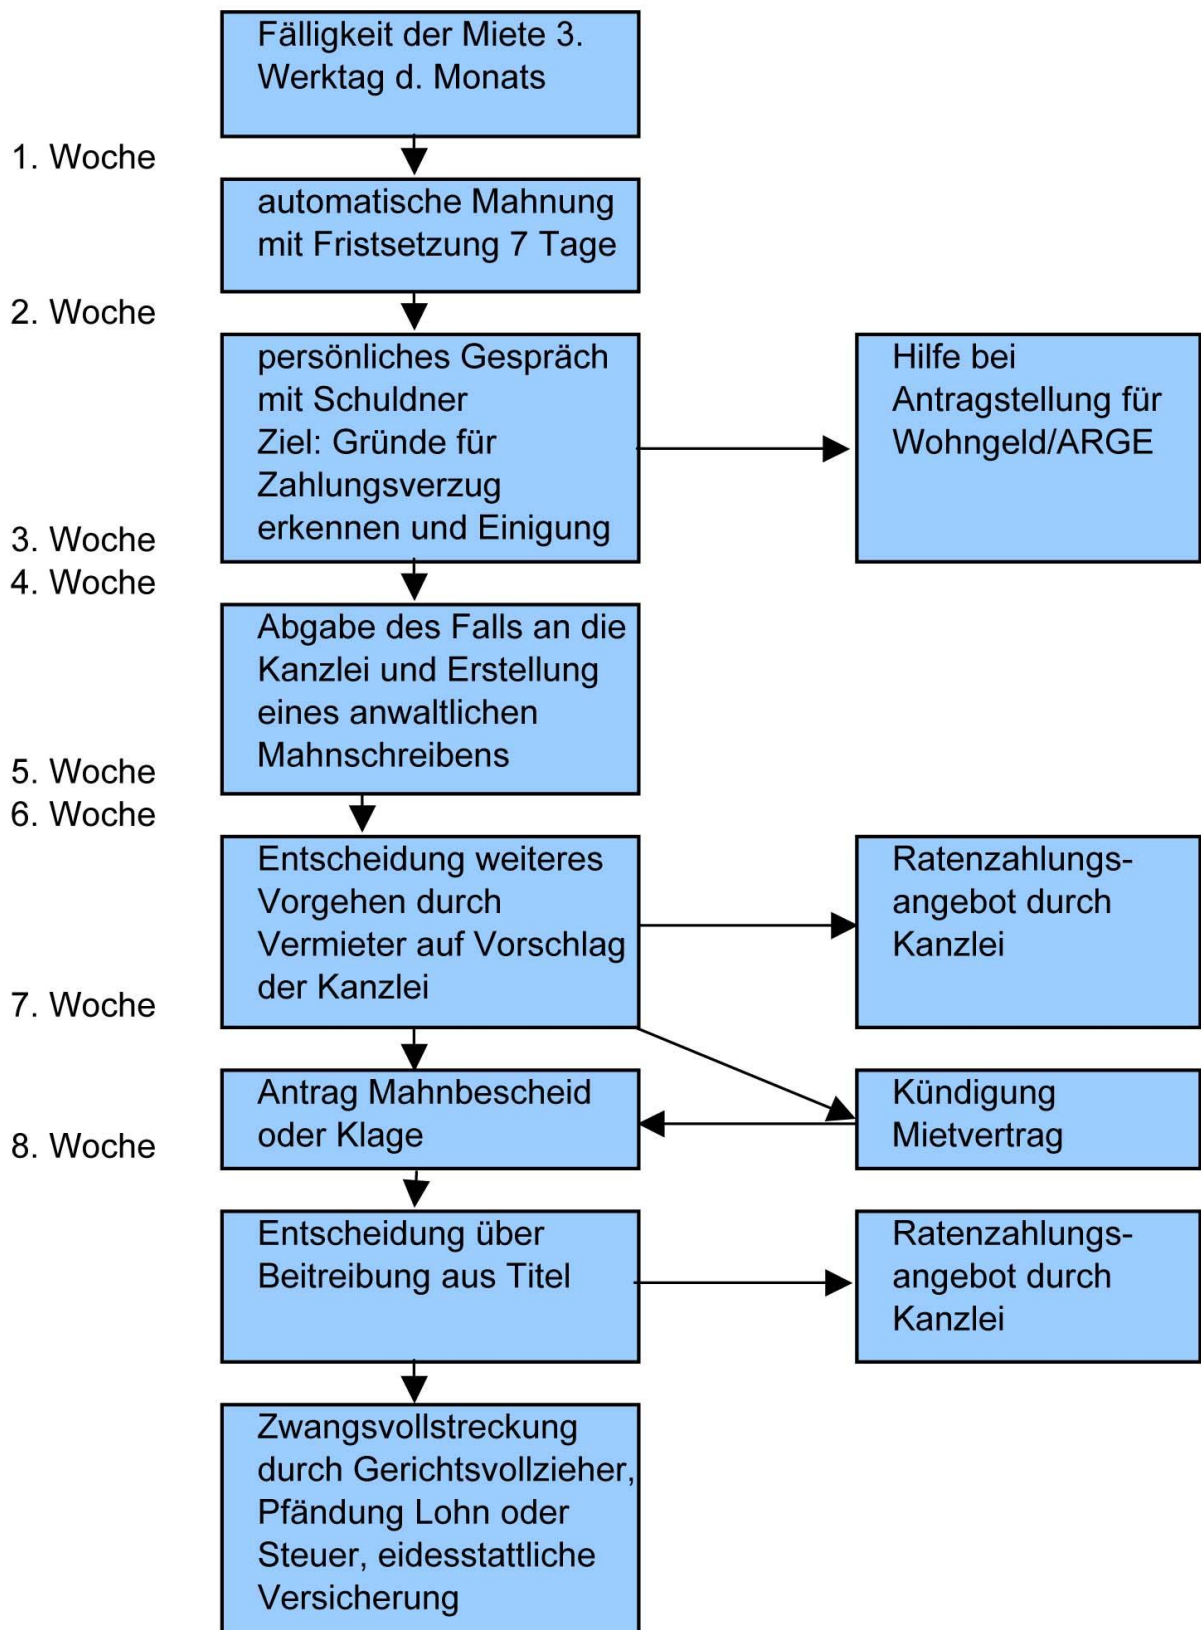 Fälligkeit der Miete 3.
Werktag d. Monats
1. Woche
automatische Mahnung
mit Fristsetzung 7 Tage
2. Woche
persönliches Gespräch
mit Schuldner
Ziel: Gründe für
Zahlungsverzug
erkennen und Einigung
Hilfe bei
Antragstellung für
Wohngeld/ARGE
3. Woche
4. Woche
Abgabe des Falls an die
Kanzlei und Erstellung
eines anwaltlichen
Mahnschreibens
5. Woche
6. Woche
Entscheidung weiteres
Vorgehen durch
Vermieter auf Vorschlag
der Kanzlei
Ratenzahlungs-
angebot durch
Kanzlei
7. Woche
Antrag Mahnbescheid
oder Klage
Kündigung
Mietvertrag
8. Woche
Entscheidung über
Beitreibung aus Titel
Ratenzahlungs-
angebot durch
Kanzlei
Zwangsvollstreckung
durch Gerichtsvollzieher,
Pfändung Lohn oder
Steuer, eidesstattliche
Versicherung